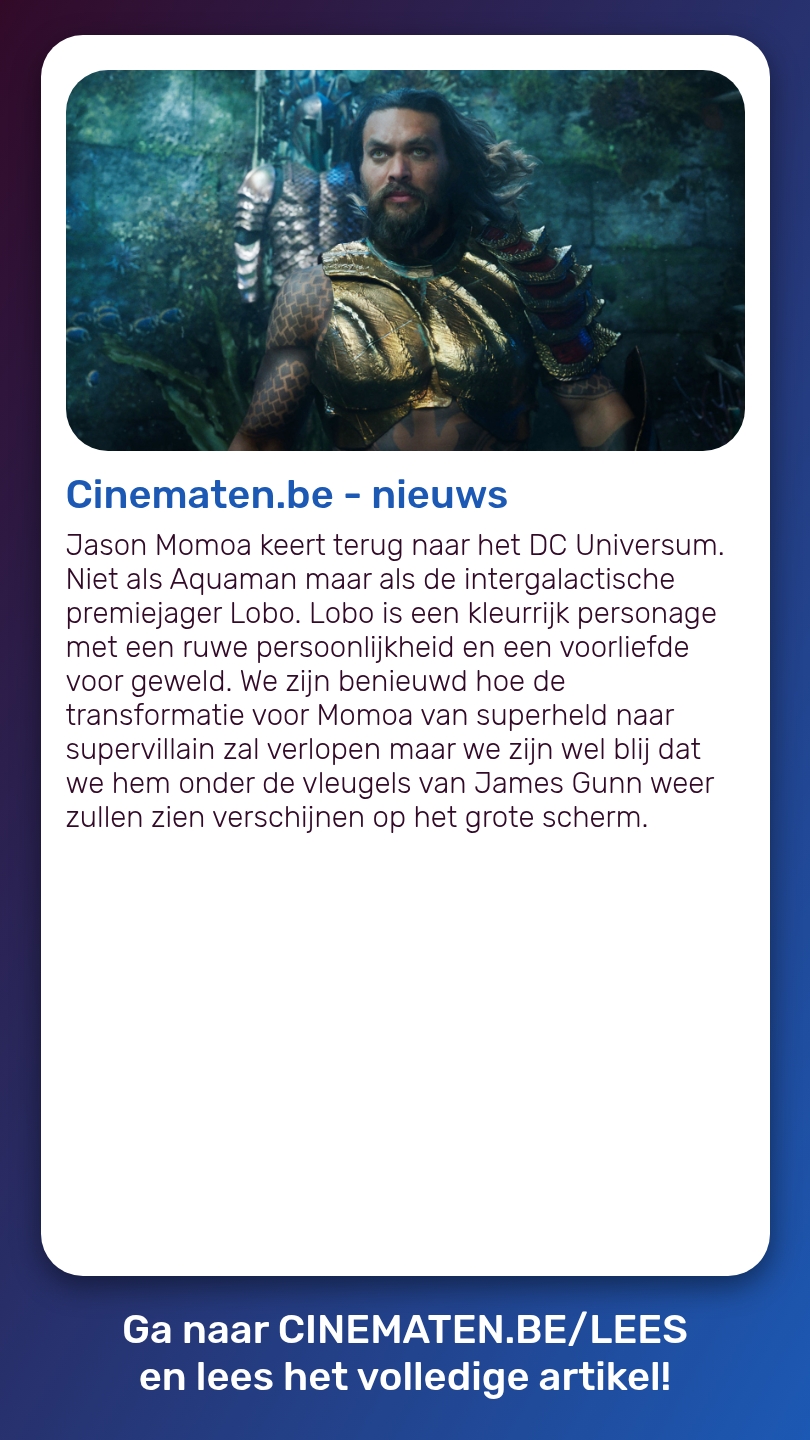 Cinematen.be - nieuws
Jason Momoa keert terug naar het DC Universum.
Niet als Aquaman maar als de intergalactische
premiejager Lobo. Lobo is een kleurrijk personage
met een ruwe persoonlijkheid en een voorliefde
voor geweld. We zijn benieuwd hoe de
transformatie voor Momoa van superheld naar
supervillain zal verlopen maar we zijn wel blij dat
we hem onder de vleugels van James Gunn weer
zullen zien verschijnen op het grote scherm.
Ga naar CINEMATEN.BE/LEES
en lees het volledige artikel!